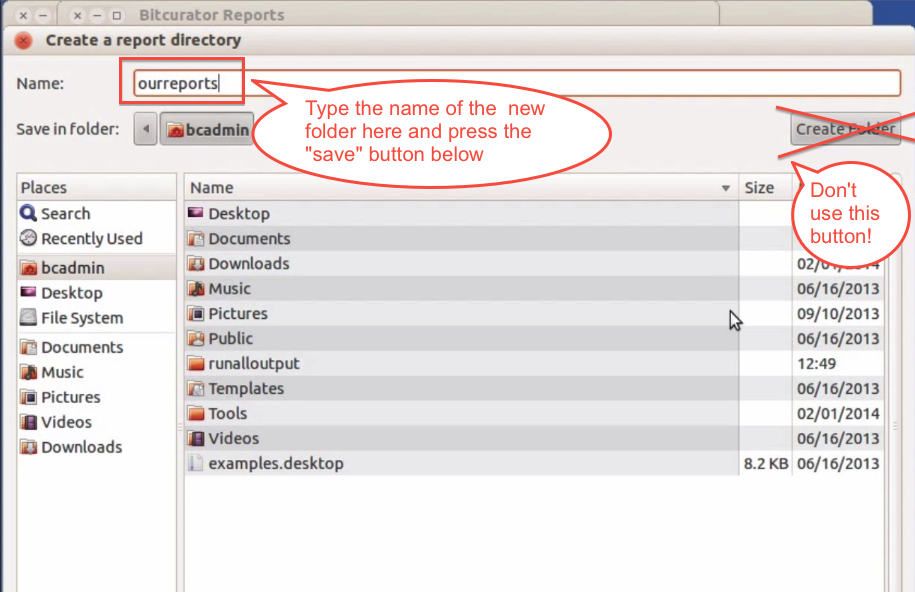 Bitcurator Reports
Create a report directory
Name:
ourreports
Save in folder:
bcadmin
Create Folder
Type the name of the new
folder here and press the
"save" button below
Don't
use this
button!
Places
Search
Recently Used
bcadmin
Desktop
File System
Documents
Music
Pictures
Videos
Downloads
Name Size
Desktop
Documents
Downloads 02/01/2014
Music 06/16/2013
Pictures 09/10/2013
Public 06/16/2013
runalloutput 12:49
Templates 06/16/2013
Tools 02/01/2014
Videos 06/16/2013
examples.desktop 8.2 KB 06/16/2013